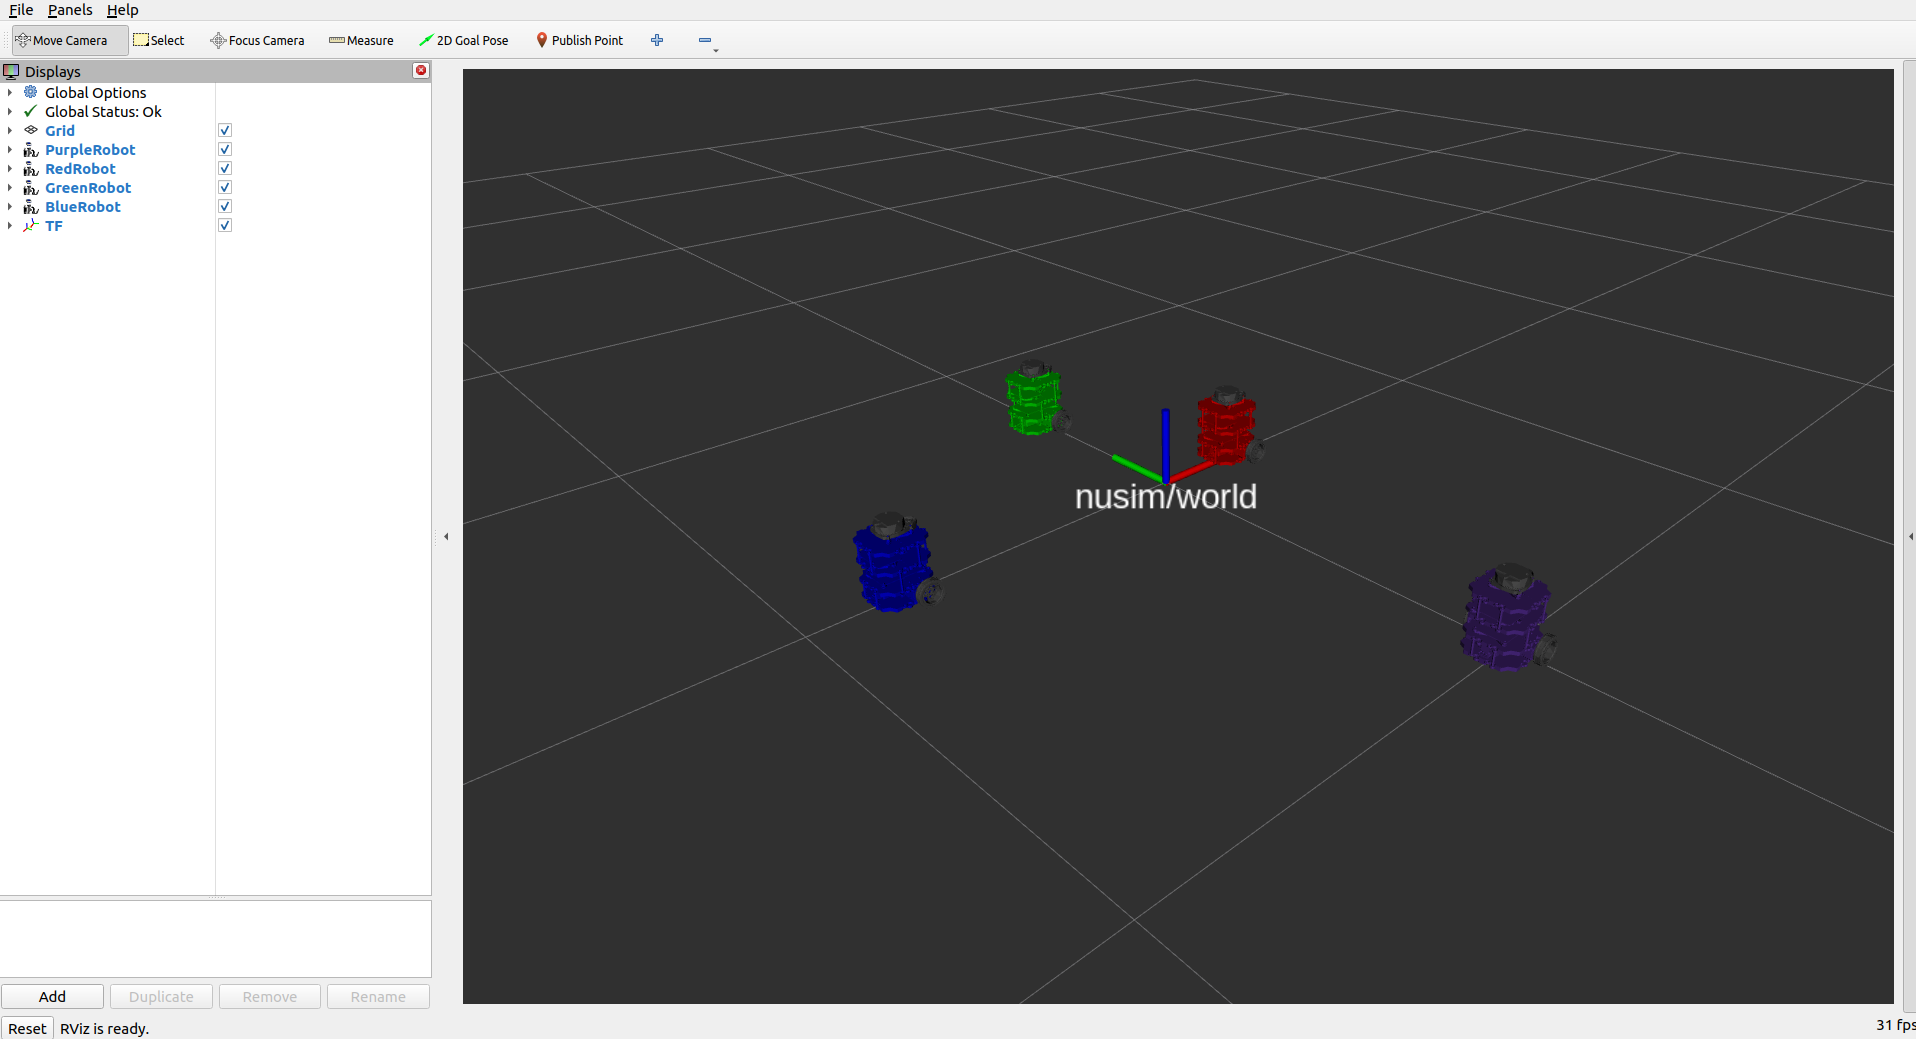 File Panels Help
Move Camera Select Focus Camera Measure 2D Goal Pose Publish Point
Displays
Global Options
Global Status: Ok
Grid
PurpleRobot
RedRobot
GreenRobot
BlueRobot
TF
nusim/world
Add Duplicate Remove Rename
Reset RViz is ready.
31 fps